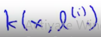 k(x, l^{(i)})